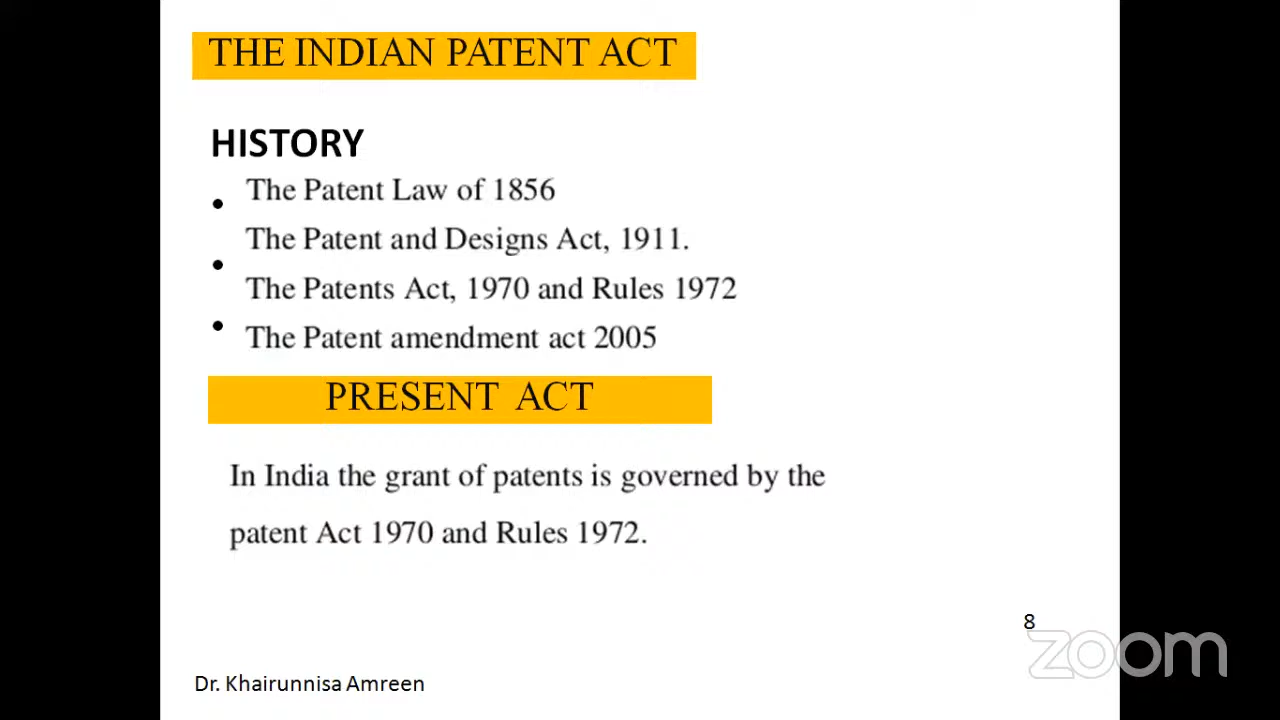 THE INDIAN PATENT ACT
HISTORY
• The Patent Law of 1856
The Patent and Designs Act, 1911.
• The Patents Act, 1970 and Rules 1972
• The Patent amendment act 2005
PRESENT ACT
In India the grant of patents is governed by the
patent Act 1970 and Rules 1972.
8
zoom
Dr. Khairunnisa Amreen